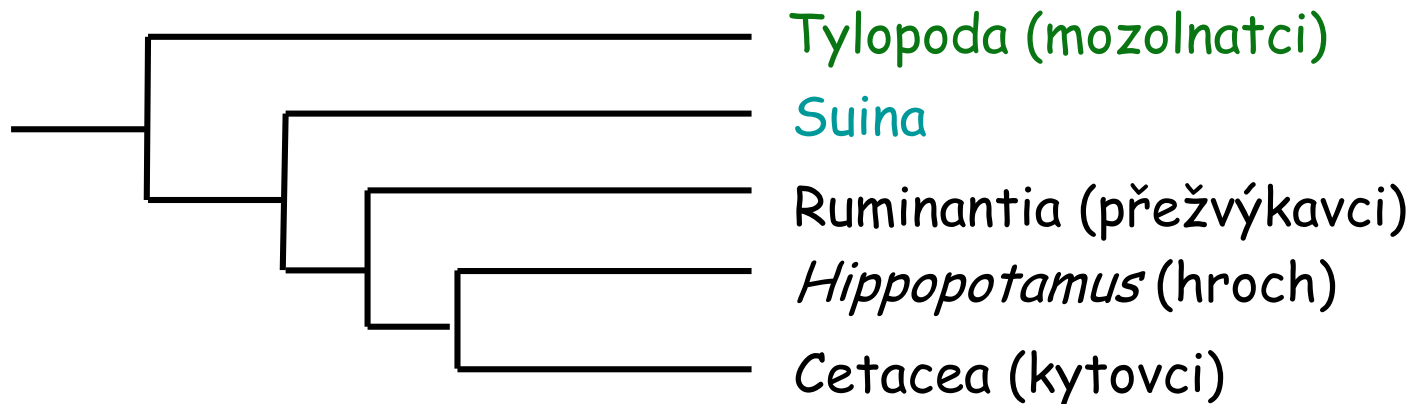 Tylopoda (mozolnatci)
Suina
Ruminantia (přežvýkavci)
Hippopotamus (hroch)
Cetacea (kytovci)